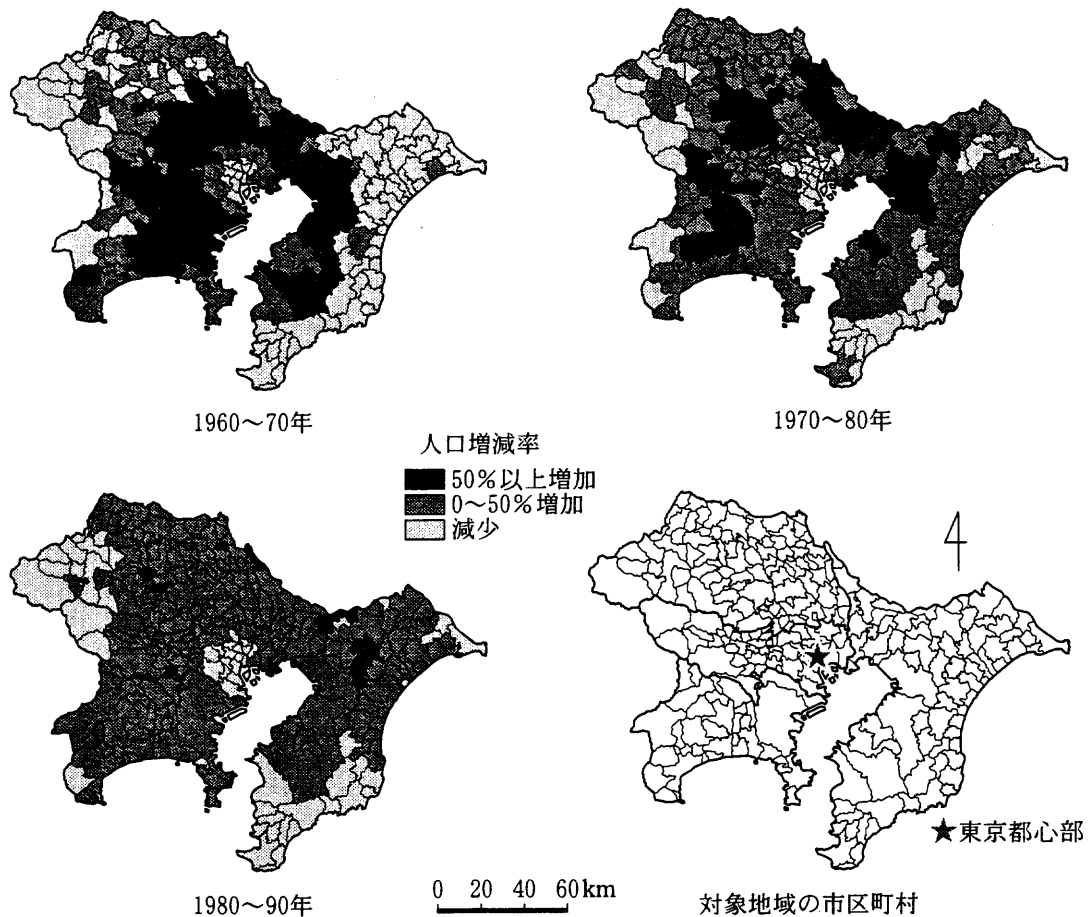 1960～70年
1970～80年
人口増減率
50％以上増加
0～50％増加
減少
1980～90年
0 20 40 60km
★東京都心部
対象地域の市区町村